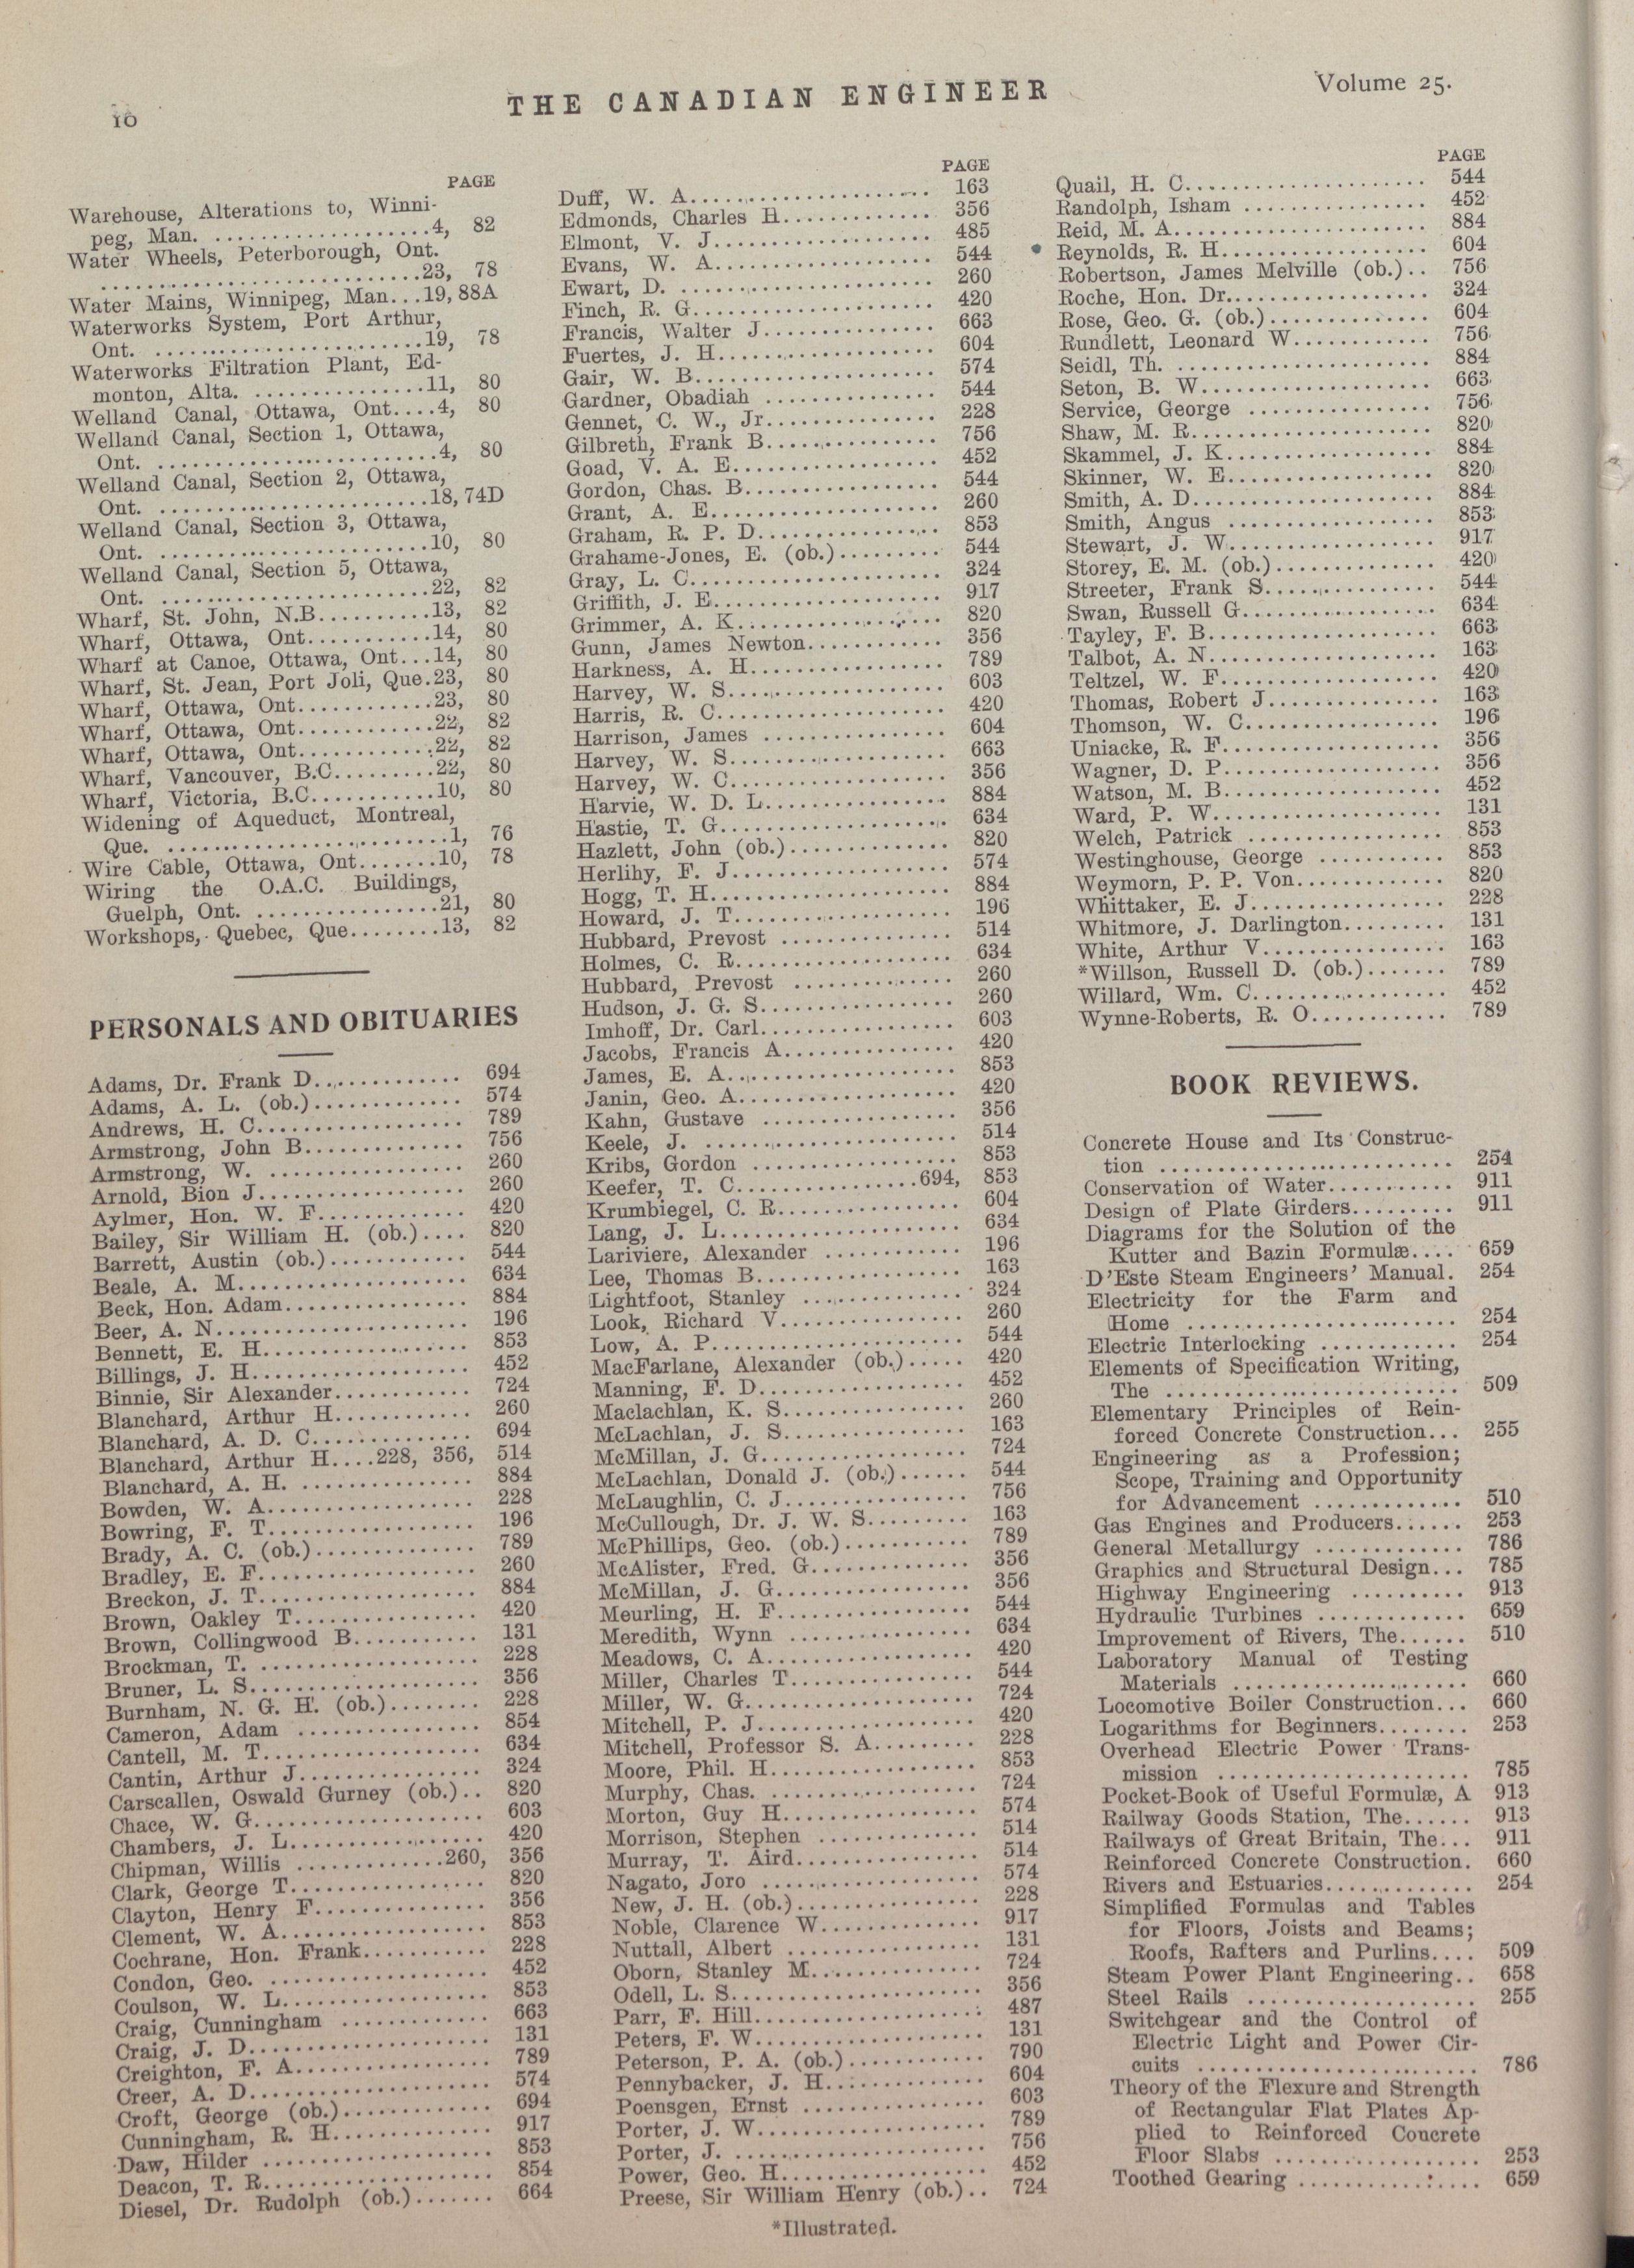 10
THE CANADIAN ENGINEER
Volume 25.
PAGE
Warehouse, Alterations to, Winni-
peg, Man. ....................4, 82
Water Wheels, Peterborough, Ont.
............................23, 78
Water Mains, Winnipeg, Man...19, 88A
Waterworks System, Port Arthur,
Ont. ........................19, 78
Waterworks Filtration Plant, Ed-
monton, Alta. ...............11, 80
Welland Canal, Ottawa, Ont....4, 80
Welland Canal, Section 1, Ottawa,
Ont. .........................4, 80
Welland Canal, Section 2, Ottawa,
Ont. ........................18, 74D
Welland Canal, Section 3, Ottawa,
Ont. ........................10, 80
Welland Canal, Section 5, Ottawa,
Ont. ........................22, 82
Wharf, St. John, N.B..........13, 82
Wharf, Ottawa, Ont...........14, 80
Wharf at Canoe, Ottawa, Ont...14, 80
Wharf, St. Jean, Port Joli, Que.23, 80
Wharf, Ottawa, Ont............23, 80
Wharf, Ottawa, Ont............22, 82
Wharf, Ottawa, Ont............22, 82
Wharf, Vancouver, B.C.........22, 80
Wharf, Victoria, B.C...........10, 80
Widening of Aqueduct, Montreal,
Que. .........................1, 76
Wire Cable, Ottawa, Ont.......10, 78
Wiring the O.A.C. Buildings,
Guelph, Ont. ................21, 80
Workshops, Quebec, Que........13, 82
PERSONALS AND OBITUARIES
Adams, Dr. Frank D............. 694
Adams, A. L. (ob.)............. 574
Andrews, H. C.................. 789
Armstrong, John B.............. 756
Armstrong, W. ................. 260
Arnold, Bion J................. 260
Aylmer, Hon. W. F............. 420
Bailey, Sir William H. (ob.).... 820
Barrett, Austin (ob.)............ 544
Beale, A. M.................... 634
Beck, Hon. Adam................ 884
Beer, A. N..................... 196
Bennett, E. H.................. 853
Billings, J. H................... 452
Binnie, Sir Alexander............ 724
Blanchard, Arthur H............ 260
Blanchard, A. D. C.............. 694
Blanchard, Arthur H....228, 356, 514
Blanchard, A. H. ............... 884
Bowden, W. A.................. 228
Bowring, F. T.................. 196
Brady, A. C. (ob.).............. 789
Bradley, E. F................... 260
Breckon, J. T................... 884
Brown, Oakley T................ 420
Brown, Collingwood B........... 131
Brockman, T. .................. 228
Bruner, L. S.................... 356
Burnham, N. G. H. (ob.)........ 228
Cameron, Adam ................ 854
Cantell, M. T................... 634
Cantin, Arthur J................ 324
Carscallen, Oswald Gurney (ob.).. 820
Chace, W. G.................... 603
Chambers, J. L................. 420
Chipman, Willis .............260, 356
Clark, George T................ 820
Clayton, Henry F............... 356
Clement, W. A.................. 853
Cochrane, Hon. Frank........... 228
Condon, Geo. .................. 452
Coulson, W. L.................. 853
Craig, Cunningham ............. 663
Craig, J. D..................... 131
Creighton, F. A................. 789
Creer, A. D..................... 574
Croft, George (ob.)............. 694
Cunningham, R. H.............. 917
Daw, Hilder .................... 853
Deacon, T. R................... 854
Diesel, Dr. Rudolph (ob.)....... 664
PAGE
Duff, W. A..................... 163
Edmonds, Charles H............ 356
Elmont, V. J................... 485
Evans, W. A................... 544
Ewart, D. ..................... 260
Finch, R. G.................... 420
Francis, Walter J............... 663
Fuertes, J. H................... 604
Gair, W. B..................... 574
Gardner, Obadiah .............. 544
Gennet, C. W., Jr............... 228
Gilbreth, Frank B............... 756
Goad, V. A. E.................. 452
Gordon, Chas. B................ 544
Grant, A. E.................... 260
Graham, R. P. D............... 853
Grahame-Jones, E. (ob.)......... 544
Gray, L. C..................... 324
Griffith, J. E................... 917
Grimmer, A. K................. 820
Gunn, James Newton............ 356
Harkness, A. H................. 789
Harvey, W. S................... 603
Harris, R. C................... 420
Harrison, James ............... 604
Harvey, W. S................... 663
Harvey, W. C.................. 356
Harvie, W. D. L................ 884
Hastie, T. G................... 634
Hazlett, John (ob.)............. 820
Herlihy, F. J................... 574
Hogg, T. H.................... 884
Howard, J. T................... 196
Hubbard, Prevost .............. 514
Holmes, C. R................... 634
Hubbard, Prevost .............. 260
Hudson, J. G. S................ 260
Imhoff, Dr. Carl................ 603
Jacobs, Francis A.............. 420
James, E. A.................... 853
Janin, Geo. A.................. 420
Kahn, Gustave ................ 356
Keele, J. ...................... 514
Kribs, Gordon ................. 853
Keefer, T. C................694, 853
Krumbiegel, C. R............... 604
Lang, J. L..................... 634
Lariviere, Alexander ........... 196
Lee, Thomas B................. 163
Lightfoot, Stanley ............. 324
Look, Richard V................ 260
Low, A. P..................... 544
MacFarlane, Alexander (ob.)..... 420
Manning, F. D................. 452
Maclachlan, K. S............... 260
McLachlan, J. S................ 163
McMillan, J. G................. 724
McLachlan, Donald J. (ob.)...... 544
McLaughlin, C. J............... 756
McCullough, Dr. J. W. S......... 163
McPhillips, Geo. (ob.)........... 789
McAlister, Fred. G.............. 356
McMillan, J. G................. 356
Meurling, H. F................. 544
Meredith, Wynn ............... 634
Meadows, C. A................. 420
Miller, Charles T............... 544
Miller, W. G................... 724
Mitchell, P. J.................. 420
Mitchell, Professor S. A......... 228
Moore, Phil. H................. 853
Murphy, Chas. ................. 724
Morton, Guy H................. 574
Morrison, Stephen ............. 514
Murray, T. Aird................ 514
Nagato, Joro .................. 574
New, J. H. (ob.)................ 228
Noble, Clarence W.............. 917
Nuttall, Albert ................ 131
Oborn, Stanley M............... 724
Odell, L. S..................... 356
Parr, F. Hill................... 487
Peters, F. W................... 131
Peterson, P. A. (ob.)............ 790
Pennybacker, J. H.............. 604
Poensgen, Ernst ............... 603
Porter, J. W................... 789
Porter, J. ..................... 756
Power, Geo. H.................. 452
Preese, Sir William Henry (ob.).. 724
PAGE
Quail, H. C..................... 544
Randolph, Isham ............... 452
Reid, M. A..................... 884
Reynolds, R. H................. 604
Robertson, James Melville (ob.).. 756
Roche, Hon. Dr................. 324
Rose, Geo. G. (ob.)............. 604
Rundlett, Leonard W............ 756
Seidl, Th. ..................... 884
Seton, B. W.................... 663
Service, George ................ 756
Shaw, M. R.................... 820
Skammel, J. K.................. 884
Skinner, W. E.................. 820
Smith, A. D.................... 884
Smith, Angus .................. 853
Stewart, J. W.................. 917
Storey, E. M. (ob.)............. 420
Streeter, Frank S............... 544
Swan, Russell G................ 634
Tayley, F. B................... 663
Talbot, A. N................... 163
Teltzel, W. F.................. 420
Thomas, Robert J............... 163
Thomson, W. C................. 196
Uniacke, R. F.................. 356
Wagner, D. P.................. 356
Watson, M. B.................. 452
Ward, P. W.................... 131
Welch, Patrick ................ 853
Westinghouse, George .......... 853
Weymorn, P. P. Von............ 820
Whittaker, E. J................ 228
Whitmore, J. Darlington........ 131
White, Arthur V................ 163
*Willson, Russell D. (ob.)....... 789
Willard, Wm. C................ 452
Wynne-Roberts, R. O........... 789
BOOK REVIEWS.
Concrete House and Its Construc-
tion .......................... 254
Conservation of Water........... 911
Design of Plate Girders......... 911
Diagrams for the Solution of the
Kutter and Bazin Formulæ.... 659
D'Este Steam Engineers' Manual. 254
Electricity for the Farm and
Home ....................... 254
Electric Interlocking ............ 254
Elements of Specification Writing,
The .......................... 509
Elementary Principles of Rein-
forced Concrete Construction... 255
Engineering as a Profession;
Scope, Training and Opportunity
for Advancement ............. 510
Gas Engines and Producers...... 253
General Metallurgy ............. 786
Graphics and Structural Design... 785
Highway Engineering .......... 913
Hydraulic Turbines ............. 659
Improvement of Rivers, The...... 510
Laboratory Manual of Testing
Materials ..................... 660
Locomotive Boiler Construction... 660
Logarithms for Beginners........ 253
Overhead Electric Power Trans-
mission ...................... 785
Pocket-Book of Useful Formulæ, A 913
Railway Goods Station, The...... 913
Railways of Great Britain, The... 911
Reinforced Concrete Construction. 660
Rivers and Estuaries............. 254
Simplified Formulas and Tables
for Floors, Joists and Beams;
Roofs, Rafters and Purlins.... 509
Steam Power Plant Engineering.. 658
Steel Rails .................... 255
Switchgear and the Control of
Electric Light and Power Cir-
cuits ......................... 786
Theory of the Flexure and Strength
of Rectangular Flat Plates Ap-
plied to Reinforced Concrete
Floor Slabs .................. 253
Toothed Gearing ................ 659
*Illustrated.